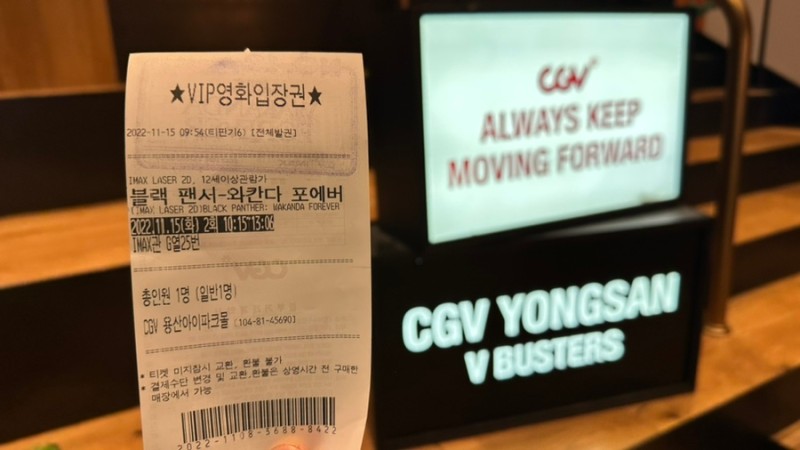 ★VIP영화입장권★
2022-11-15 09:54(티판기6) [전체발권]
IMAX LASER 2D, 12세이상관람가
블랙 팬서-와칸다 포에버
(IMAX LASER 2D)BLACK PANTHER: WAKANDA FOREVER
2022.11.15(화) 2회 10:15-13:06
IMAX관 G열25번
총인원 1명 (일반1명)
CGV 용산아이파크몰 [104-81-45690]
* 티켓 미지참시 교환, 환불 불가
* 결제수단 변경 및 교환,환불은 상영시간 전 구매한
매장에서 가능
2022-1108-3688-8422
CGV
ALWAYS KEEP
MOVING FORWARD
CGV YONGSAN
V BUSTERS